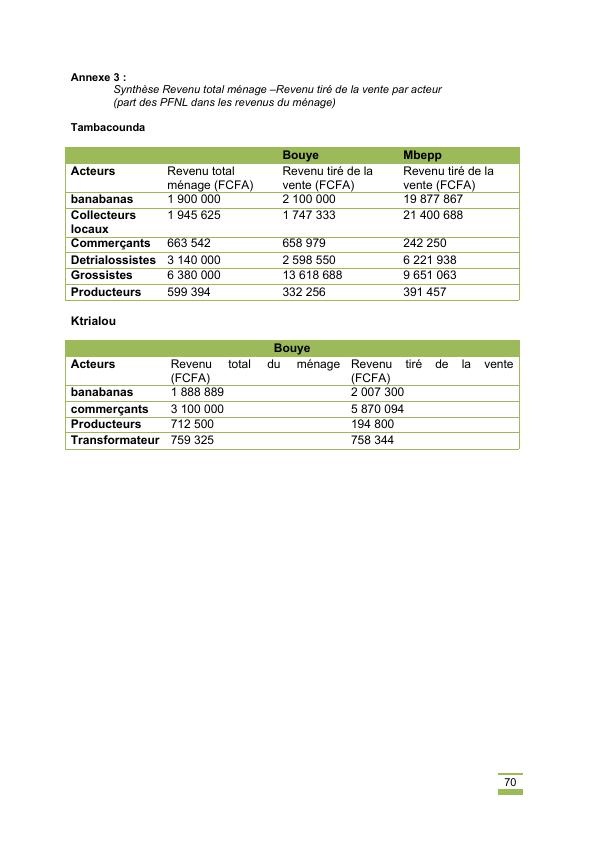 Annexe 3 :
Synthèse Revenu total ménage –Revenu tiré de la vente par acteur
(part des PFNL dans les revenus du ménage)
Tambacounda
Bouye Mbepp
Acteurs Revenu total Revenu tiré de la Revenu tiré de la
ménage (FCFA) vente (FCFA) vente (FCFA)
banabanas 1 900 000 2 100 000 19 877 867
Collecteurs 1 945 625 1 747 333 21 400 688
locaux
Commerçants 663 542 658 979 242 250
Detrialossistes 3 140 000 2 598 550 6 221 938
Grossistes 6 380 000 13 618 688 9 651 063
Producteurs 599 394 332 256 391 457
Ktrialou
Bouye
Acteurs Revenu total du ménage Revenu tiré de la vente
(FCFA) (FCFA)
banabanas 1 888 889 2 007 300
commerçants 3 100 000 5 870 094
Producteurs 712 500 194 800
Transformateur 759 325 758 344
70